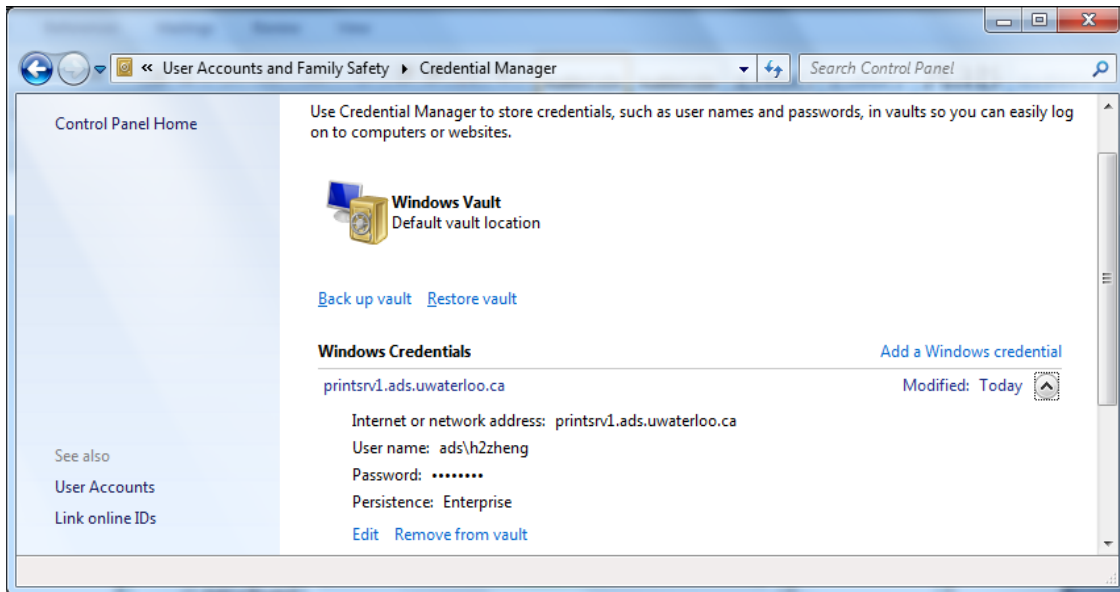 « User Accounts and Family Safety ▸ Credential Manager
Search Control Panel
Control Panel Home
Use Credential Manager to store credentials, such as user names and passwords, in vaults so you can easily log
on to computers or websites.
Windows Vault
Default vault location
Back up vault Restore vault
Windows Credentials Add a Windows credential
printsrv1.ads.uwaterloo.ca Modified: Today
Internet or network address: printsrv1.ads.uwaterloo.ca
User name: ads\h2zheng
Password: ••••••••
Persistence: Enterprise
Edit Remove from vault
See also
User Accounts
Link online IDs